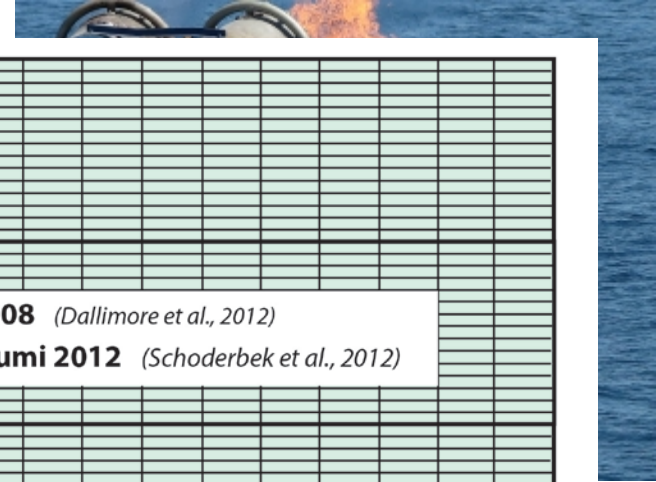 08 (Dallimore et al., 2012)
umi 2012 (Schoderbek et al., 2012)